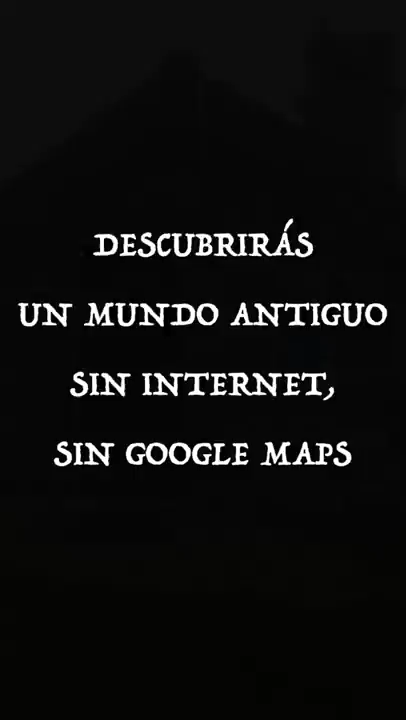 DESCUBRIRÁS
UN MUNDO ANTIGUO
SIN INTERNET,
SIN GOOGLE MAPS